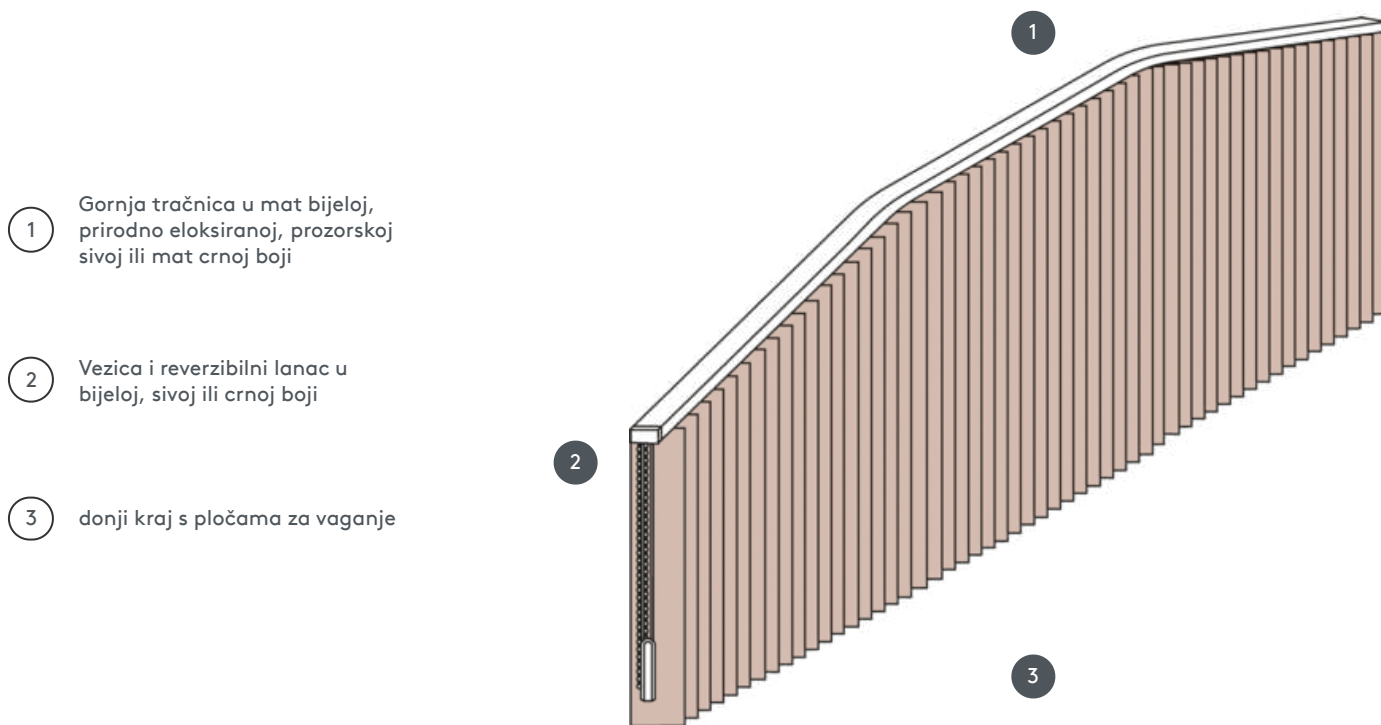 1
Gornja tračnica u mat bijeloj,
prirodno eloksiranoj, prozorskoj
sivoj ili mat crnoj boji
2
Vezica i reverzibilni lanac u
bijeloj, sivoj ili crnoj boji
3
donji kraj s pločama za vaganje
1
2
3